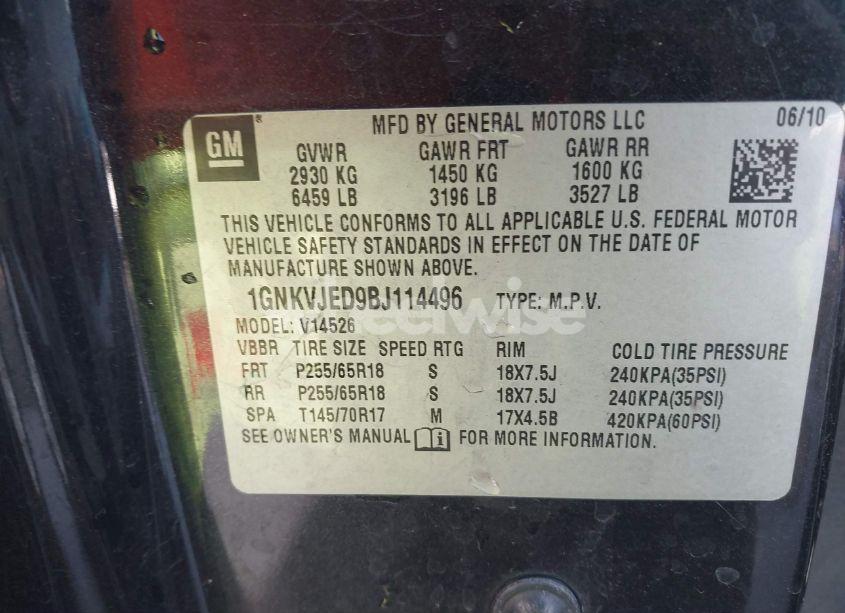 GM®
MFD BY GENERAL MOTORS LLC 06/10
GVWR GAWR FRT GAWR RR
2930 KG 1450 KG 1600 KG
6459 LB 3196 LB 3527 LB
THIS VEHICLE CONFORMS TO ALL APPLICABLE U.S. FEDERAL MOTOR
VEHICLE SAFETY STANDARDS IN EFFECT ON THE DATE OF
MANUFACTURE SHOWN ABOVE.
1GNKVJED9BJ114496 TYPE: M.P.V.
MODEL: V14526
VBBR TIRE SIZE SPEED RTG RIM COLD TIRE PRESSURE
FRT P255/65R18 S 18X7.5J 240KPA(35PSI)
RR P255/65R18 S 18X7.5J 240KPA(35PSI)
SPA T145/70R17 M 17X4.5B 420KPA(60PSI)
SEE OWNER'S MANUAL FOR MORE INFORMATION.